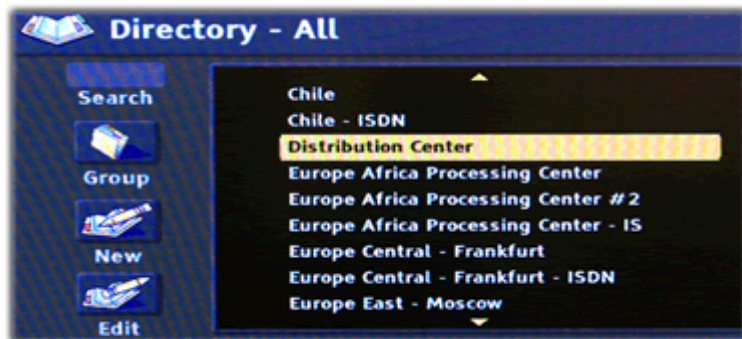 Directory - All
Search
Group
New
Edit
Chile
Chile - ISDN
Distribution Center
Europe Africa Processing Center
Europe Africa Processing Center #2
Europe Africa Processing Center - IS
Europe Central - Frankfurt
Europe Central - Frankfurt - ISDN
Europe East - Moscow